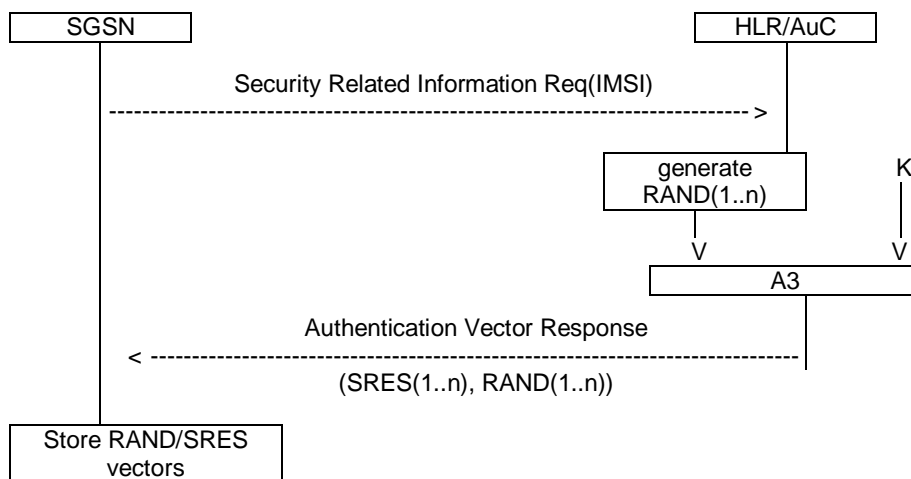 SGSN HLR/AuC
Security Related Information Req(IMSI)
------------------------------------------------------------------------------- >
generate
RAND(1..n)
K
V V
A3
Authentication Vector Response
< --------------------------------------------------------------------------------
(SRES(1..n), RAND(1..n))
Store RAND/SRES
vectors